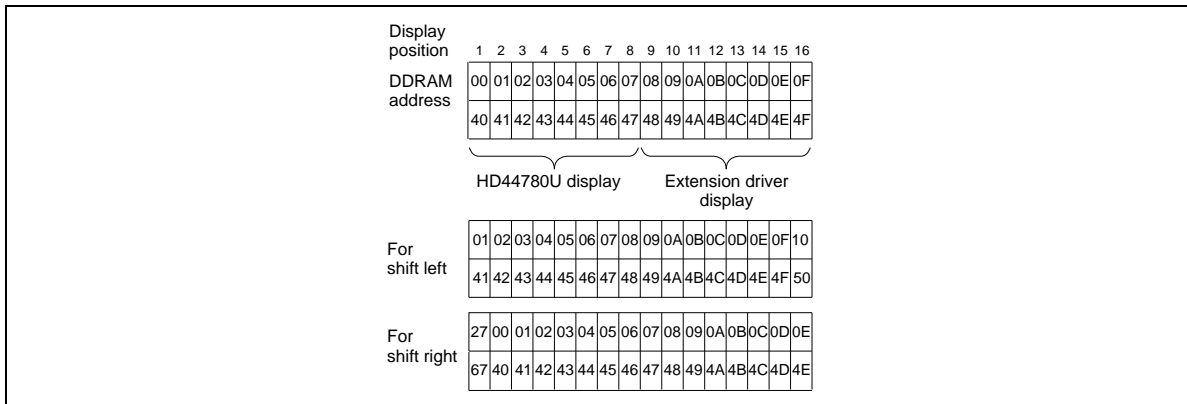 Display
position 1 2 3 4 5 6 7 8 9 10 11 12 13 14 15 16
DDRAM
address
00 01 02 03 04 05 06 07 08 09 0A 0B 0C 0D 0E 0F
40 41 42 43 44 45 46 47 48 49 4A 4B 4C 4D 4E 4F
HD44780U display
Extension driver
display
For
shift left
01 02 03 04 05 06 07 08 09 0A 0B 0C 0D 0E 0F 10
41 42 43 44 45 46 47 48 49 4A 4B 4C 4D 4E 4F 50
For
shift right
27 00 01 02 03 04 05 06 07 08 09 0A 0B 0C 0D 0E
67 40 41 42 43 44 45 46 47 48 49 4A 4B 4C 4D 4E